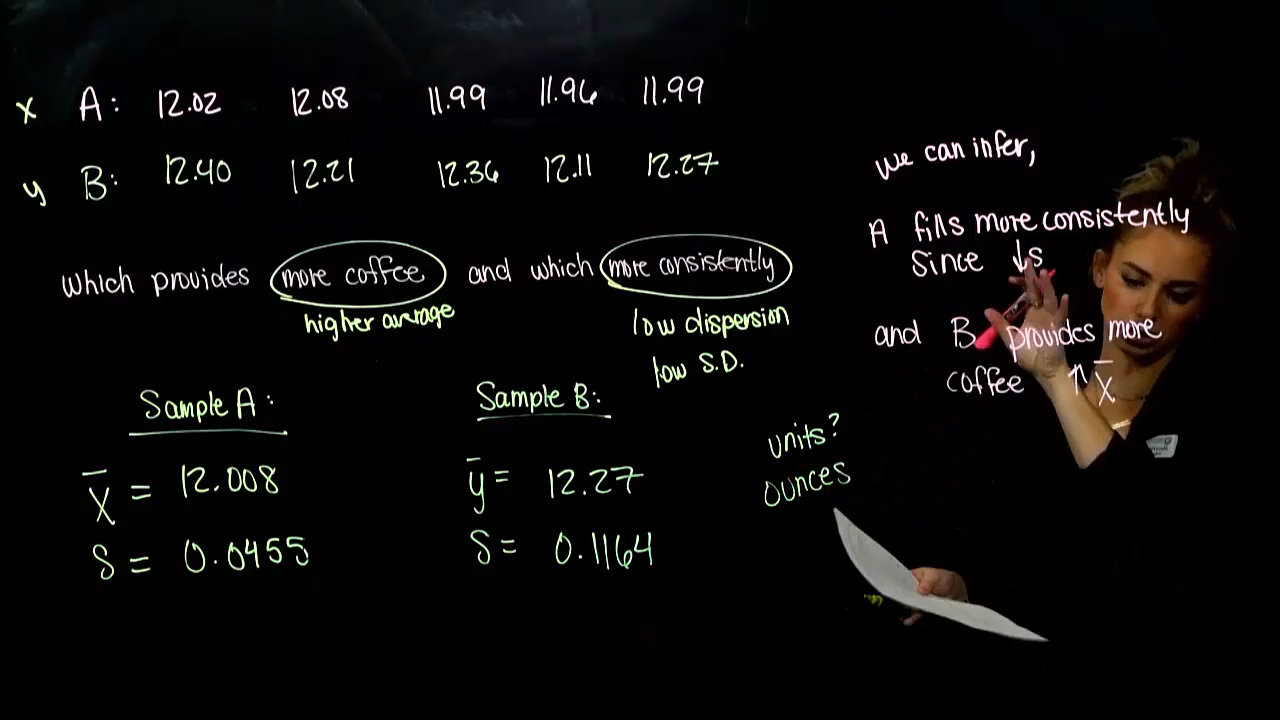 x A: 12.02 12.08 11.99 11.96 11.99
y B: 12.40 12.21 12.36 12.11 12.27
which provides more coffee and which more consistently
higher average
low dispersion
low S.D.
Sample A:
x̄ = 12.008
S = 0.0455
Sample B:
ȳ = 12.27
S = 0.1164
units?
ounces
we can infer,
A fills more consistently
since ↓s
and B provides more
coffee ↑ x̄